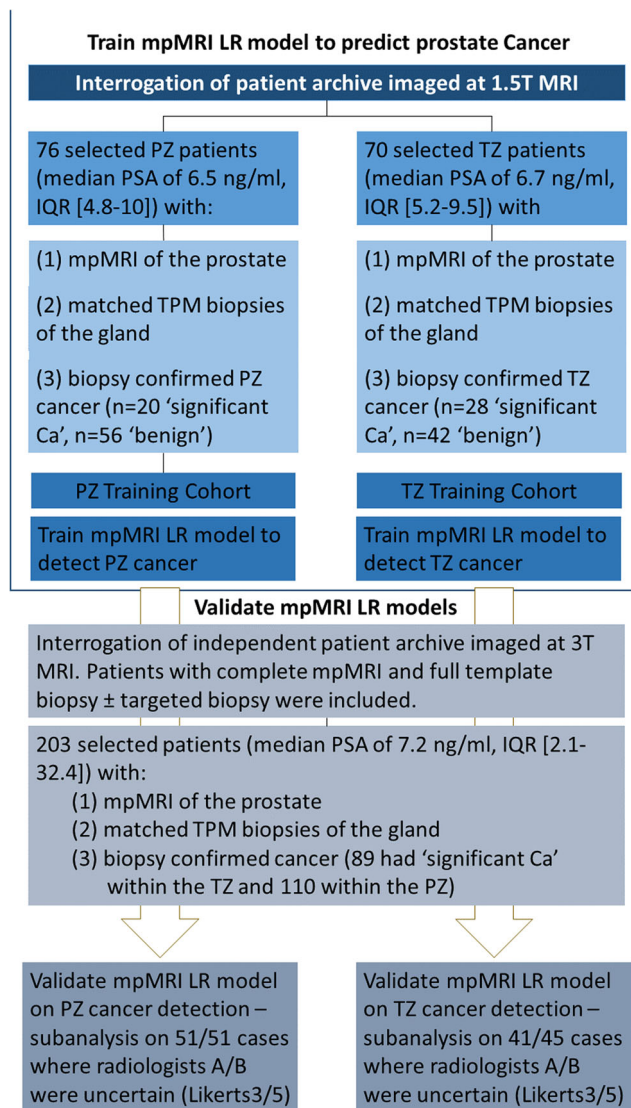 Train mpMRI LR model to predict prostate Cancer
Interrogation of patient archive imaged at 1.5T MRI
76 selected PZ patients
(median PSA of 6.5 ng/ml,
IQR [4.8-10]) with:
(1) mpMRI of the prostate
(2) matched TPM biopsies
of the gland
(3) biopsy confirmed PZ
cancer (n=20 ‘significant
Ca’, n=56 ‘benign’)
PZ Training Cohort
Train mpMRI LR model to
detect PZ cancer
70 selected TZ patients
(median PSA of 6.7 ng/ml,
IQR [5.2-9.5]) with
(1) mpMRI of the prostate
(2) matched TPM biopsies
of the gland
(3) biopsy confirmed TZ
cancer (n=28 ‘significant
Ca’, n=42 ‘benign’)
TZ Training Cohort
Train mpMRI LR model to
detect TZ cancer
Validate mpMRI LR models
Interrogation of independent patient archive imaged at 3T
MRI. Patients with complete mpMRI and full template
biopsy ± targeted biopsy were included.
203 selected patients (median PSA of 7.2 ng/ml, IQR [2.1-
32.4]) with:
(1) mpMRI of the prostate
(2) matched TPM biopsies of the gland
(3) biopsy confirmed cancer (89 had ‘significant Ca’
within the TZ and 110 within the PZ)
Validate mpMRI LR model
on PZ cancer detection –
subanalysis on 51/51 cases
where radiologists A/B
were uncertain (Likerts3/5)
Validate mpMRI LR model
on TZ cancer detection –
subanalysis on 41/45 cases
where radiologists A/B
were uncertain (Likerts3/5)